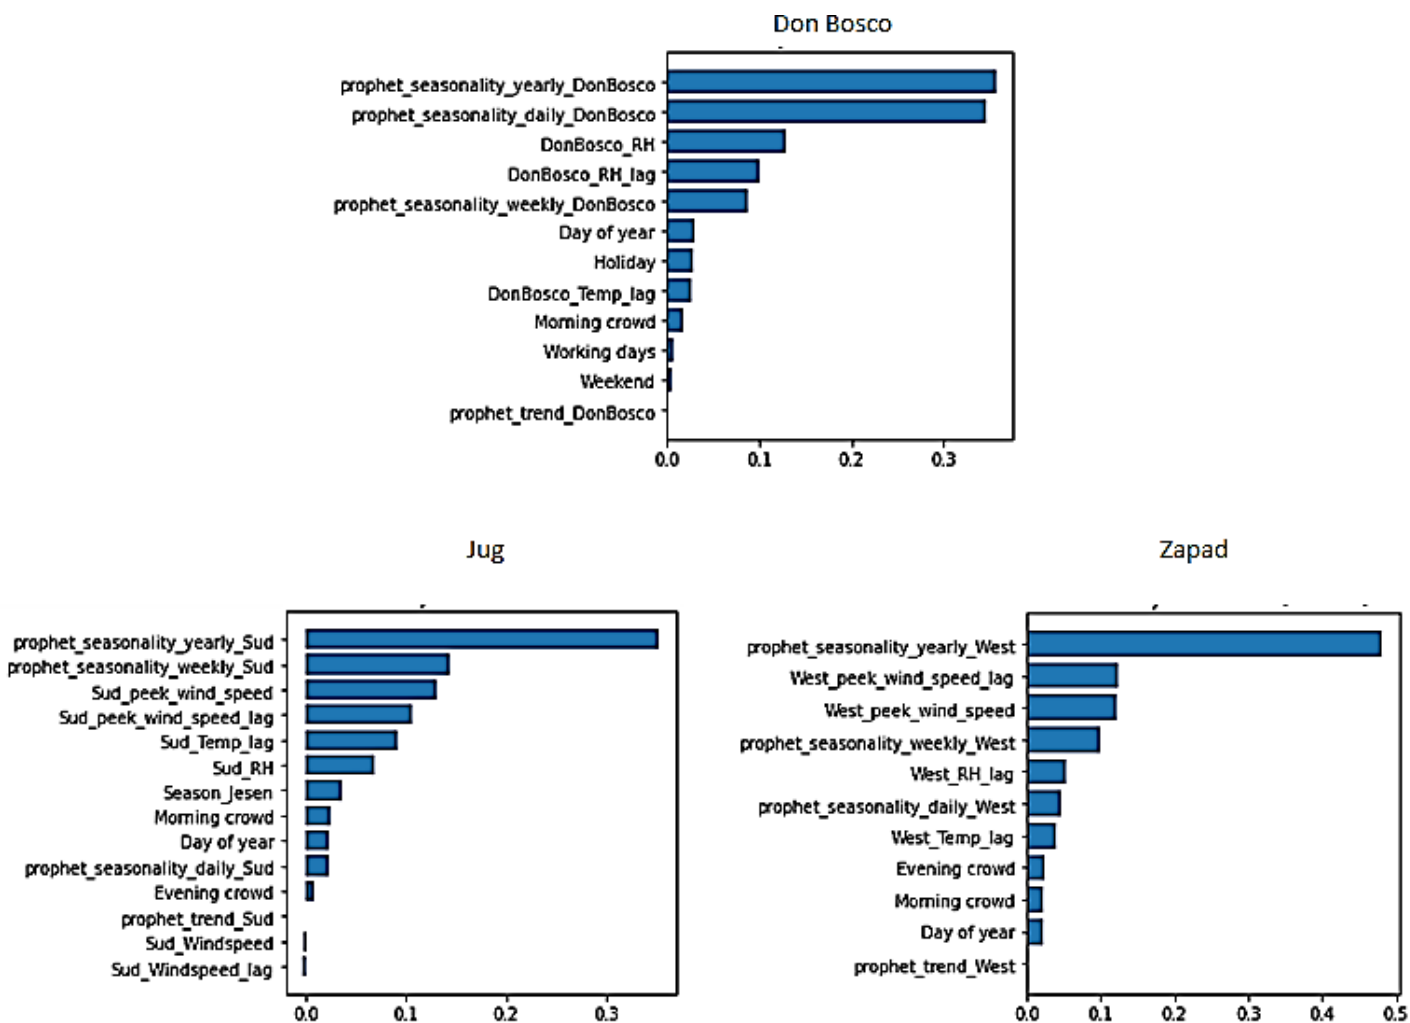 Don Bosco
prophet_seasonality_yearly_DonBosco
prophet_seasonality_daily_DonBosco
DonBosco_RH
DonBosco_RH_lag
prophet_seasonality_weekly_DonBosco
Day of year
Holiday
DonBosco_Temp_lag
Morning crowd
Working days
Weekend
prophet_trend_DonBosco
0.0 0.1 0.2 0.3
Jug
prophet_seasonality_yearly_Sud
prophet_seasonality_weekly_Sud
Sud_peek_wind_speed
Sud_peek_wind_speed_lag
Sud_Temp_lag
Sud_RH
Season_Jesen
Morning crowd
Day of year
prophet_seasonality_daily_Sud
Evening crowd
prophet_trend_Sud
Sud_Windspeed
Sud_Windspeed_lag
0.0 0.1 0.2 0.3
Zapad
prophet_seasonality_yearly_West
West_peek_wind_speed_lag
West_peek_wind_speed
prophet_seasonality_weekly_West
West_RH_lag
prophet_seasonality_daily_West
West_Temp_lag
Evening crowd
Morning crowd
Day of year
prophet_trend_West
0.0 0.1 0.2 0.3 0.4 0.5